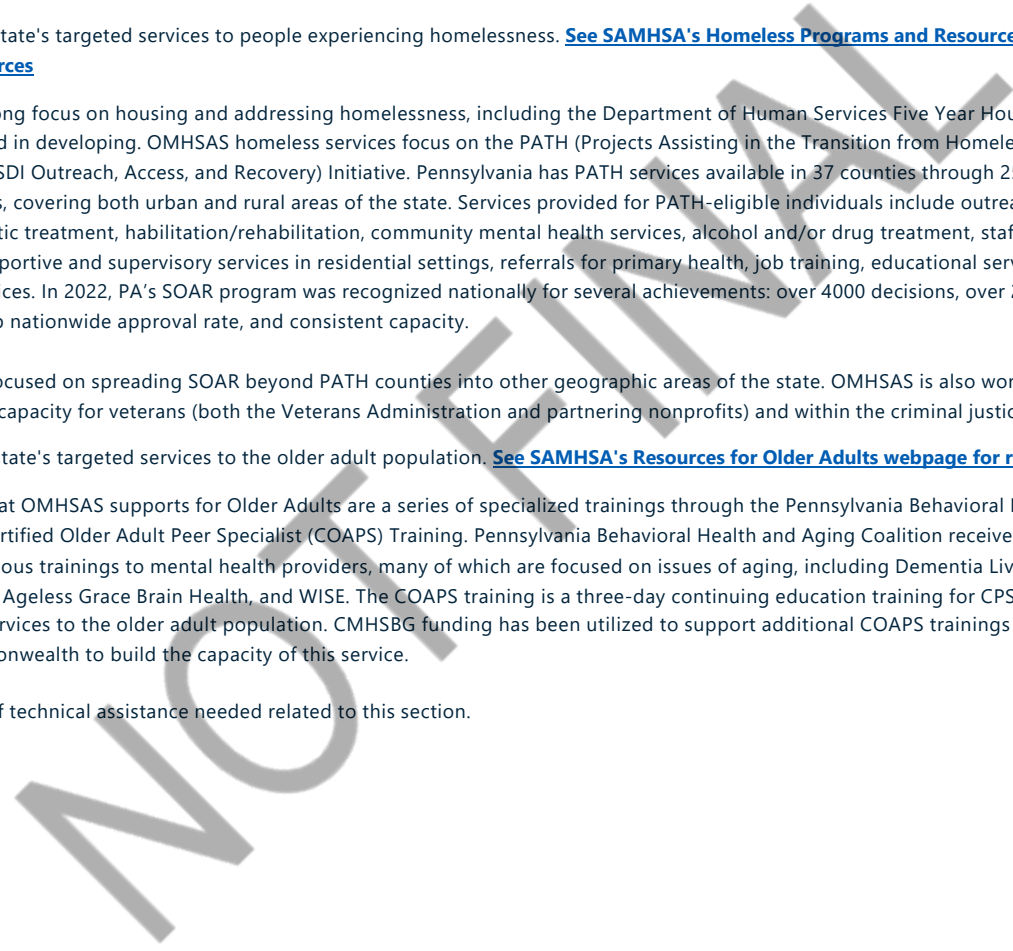 tate's targeted services to people experiencing homelessness. See SAMHSA's Homeless Programs and Resource
rces
ng focus on housing and addressing homelessness, including the Department of Human Services Five Year Hou
d in developing. OMHSAS homeless services focus on the PATH (Projects Assisting in the Transition from Homele
SDI Outreach, Access, and Recovery) Initiative. Pennsylvania has PATH services available in 37 counties through 2
, covering both urban and rural areas of the state. Services provided for PATH-eligible individuals include outrea
tic treatment, habilitation/rehabilitation, community mental health services, alcohol and/or drug treatment, staf
portive and supervisory services in residential settings, referrals for primary health, job training, educational ser
ices. In 2022, PA's SOAR program was recognized nationally for several achievements: over 4000 decisions, over
o nationwide approval rate, and consistent capacity.
ocused on spreading SOAR beyond PATH counties into other geographic areas of the state. OMHSAS is also wor
capacity for veterans (both the Veterans Administration and partnering nonprofits) and within the criminal justic
tate's targeted services to the older adult population. See SAMHSA's Resources for Older Adults webpage for r
at OMHSAS supports for Older Adults are a series of specialized trainings through the Pennsylvania Behavioral
rtified Older Adult Peer Specialist (COAPS) Training. Pennsylvania Behavioral Health and Aging Coalition receive
ious trainings to mental health providers, many of which are focused on issues of aging, including Dementia Liv
Ageless Grace Brain Health, and WISE. The COAPS training is a three-day continuing education training for CPS
rvices to the older adult population. CMHSBG funding has been utilized to support additional COAPS trainings
onwealth to build the capacity of this service.
f technical assistance needed related to this section.
NOT FINAL